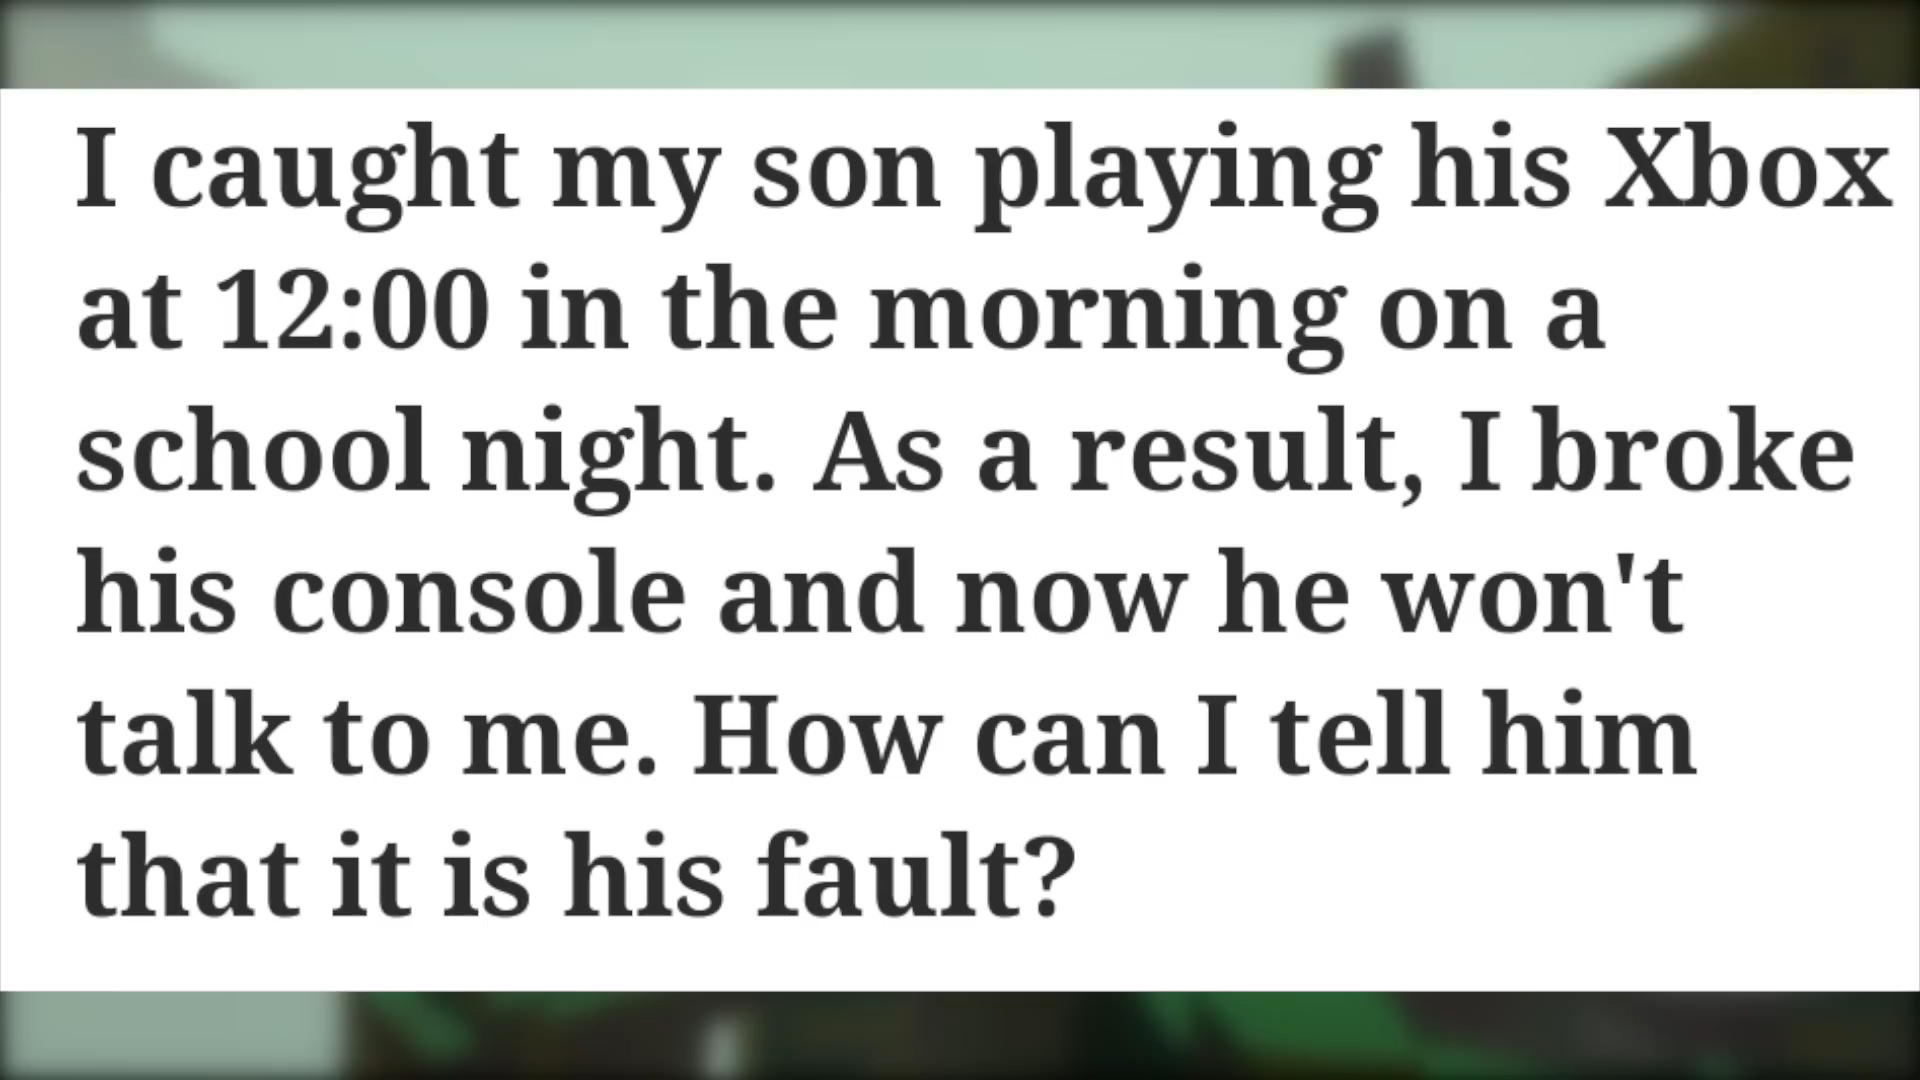 I caught my son playing his Xbox
at 12:00 in the morning on a
school night. As a result, I broke
his console and now he won't
talk to me. How can I tell him
that it is his fault?